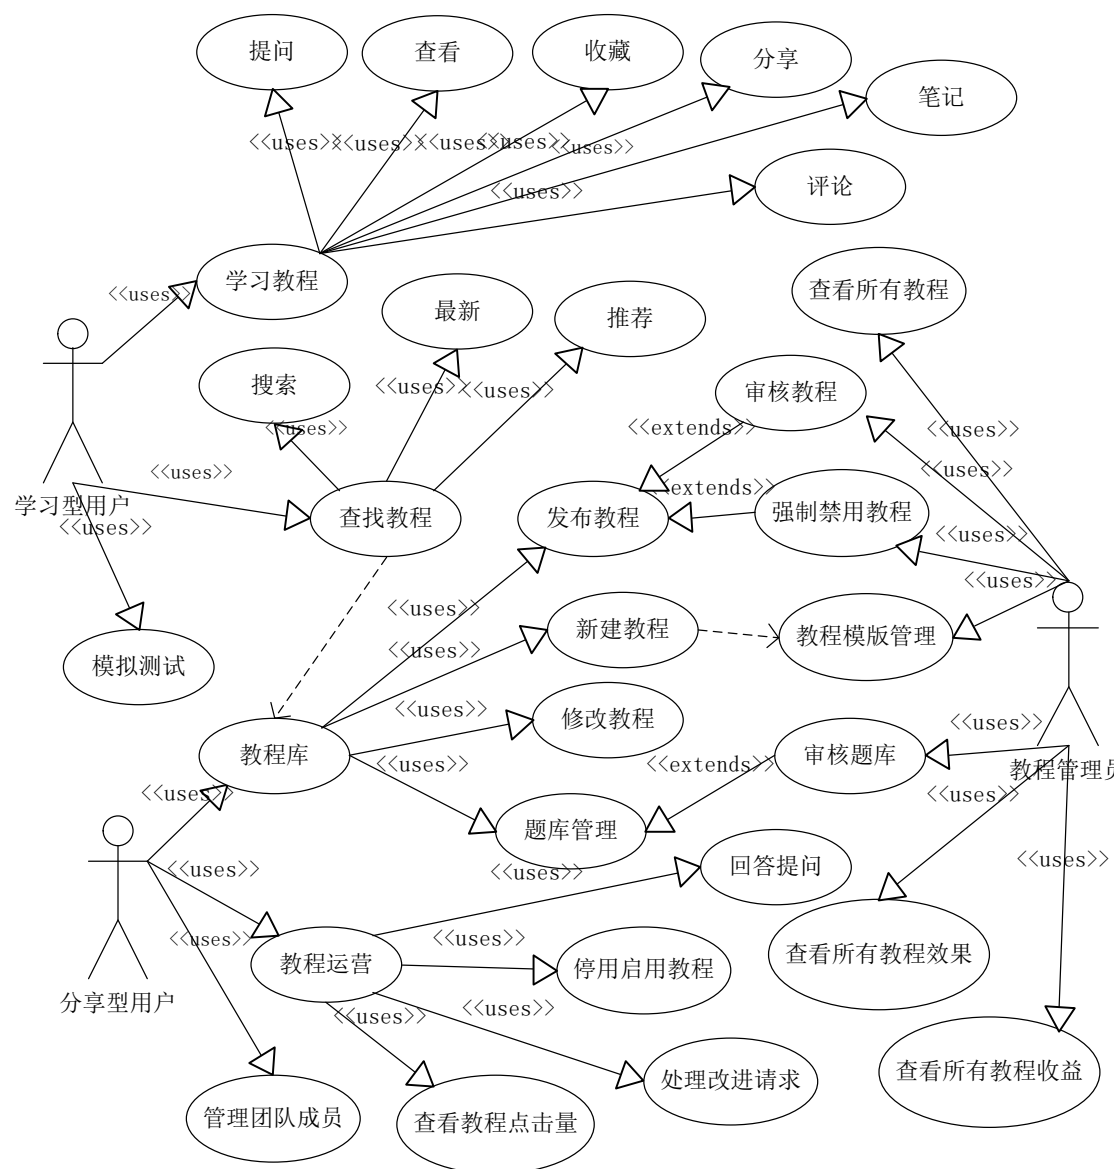 提问
查看
收藏
分享
笔记
<<uses>>
<<uses>>
<<uses>>
<<uses>>
<<uses>>
<<uses>>
评论
学习教程
<<uses>>
查看所有教程
最新
推荐
搜索
<<uses>>
<<uses>>
<<uses>>
审核教程
<<extends>>
<<uses>>
<<uses>>
<<uses>>
学习型用户
<<uses>>
查找教程
<<extends>>
发布教程
强制禁用教程
<<uses>>
<<uses>>
<<uses>>
新建教程
教程模版管理
<<uses>>
模拟测试
<<uses>>
修改教程
<<uses>>
教程库
<<uses>>
<<extends>>
审核题库
教程管理员
<<uses>>
<<uses>>
题库管理
<<uses>>
<<uses>>
<<uses>>
回答提问
<<uses>>
<<uses>>
教程运营
停用启用教程
查看所有教程效果
分享型用户
<<uses>>
<<uses>>
处理改进请求
查看所有教程收益
管理团队成员
查看教程点击量